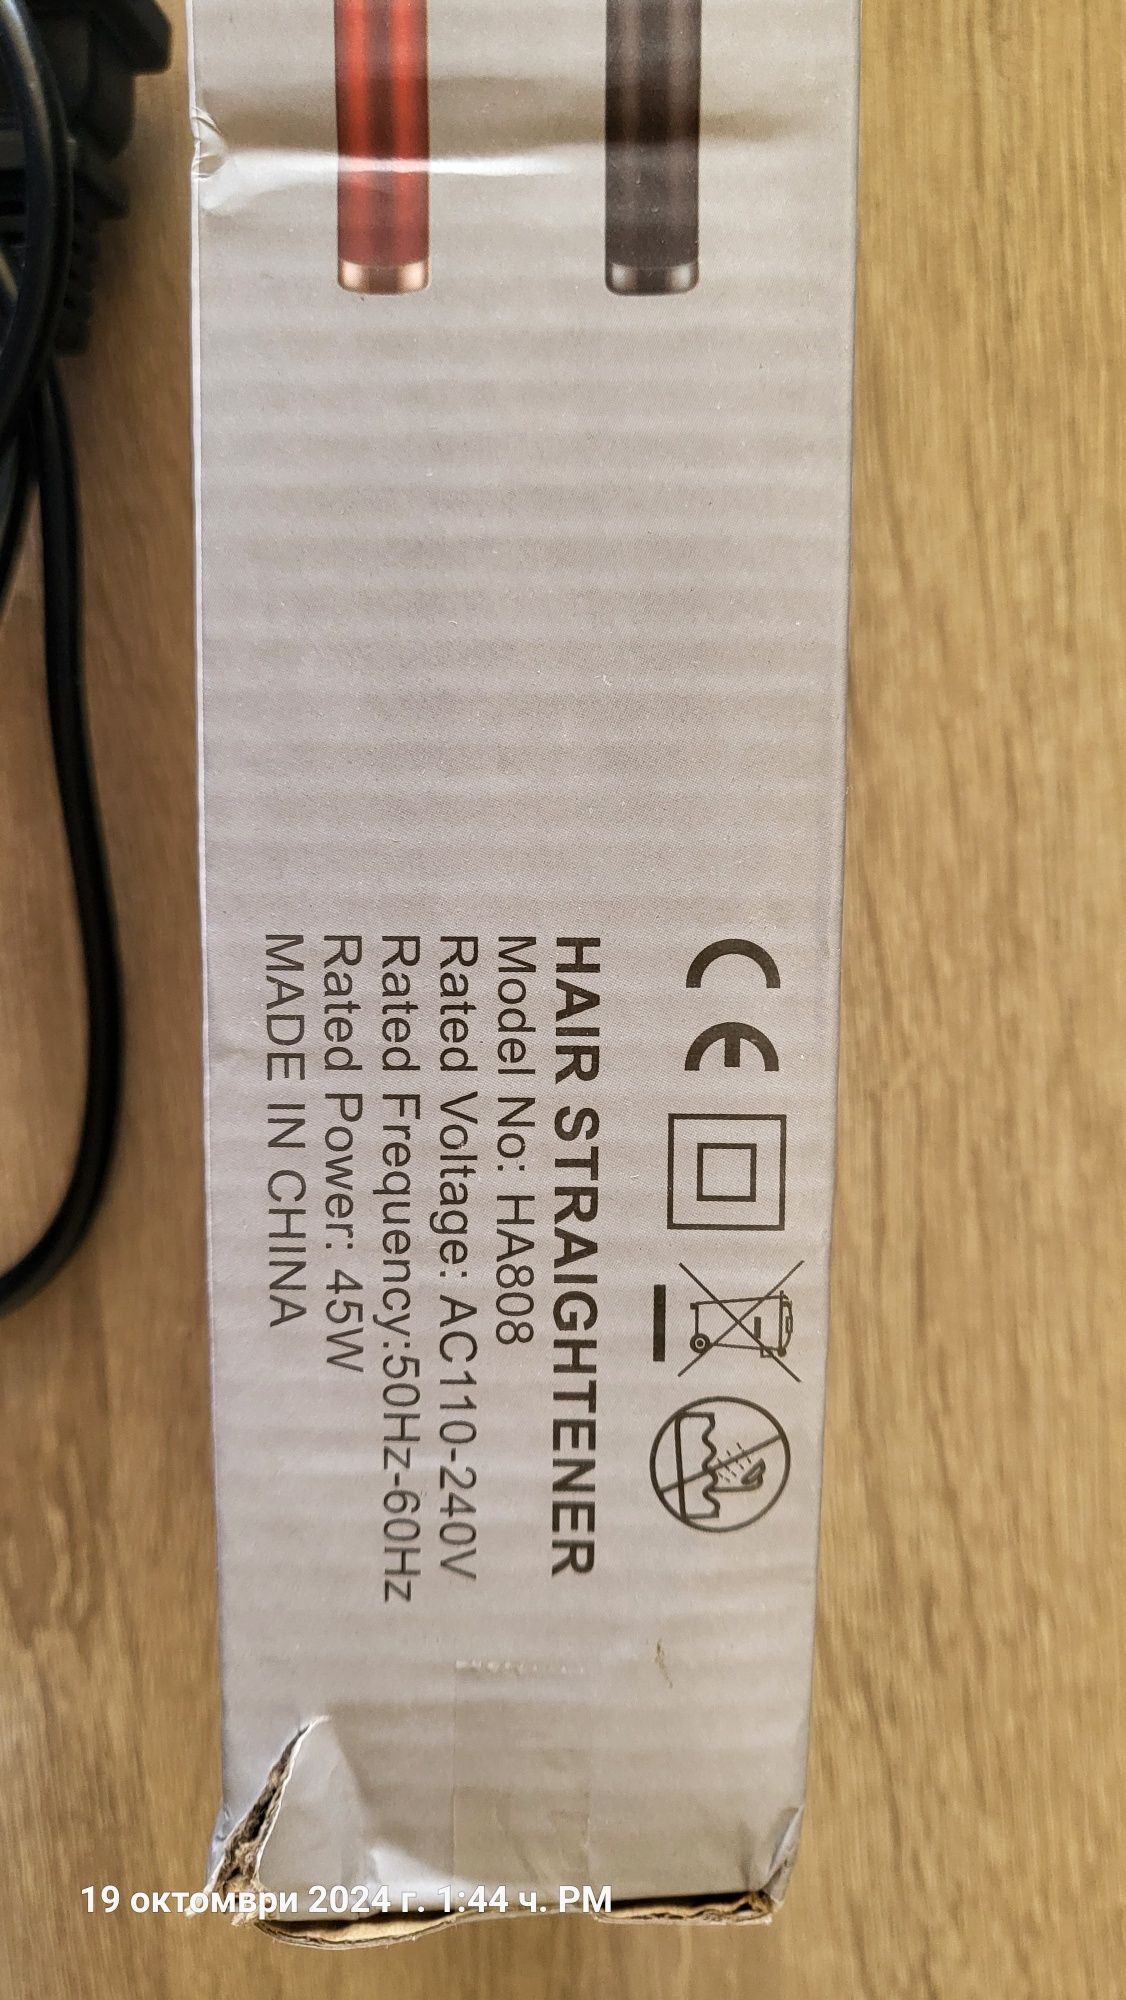 CE
HAIR STRAIGHTENER
Model No: HA808
Rated Voltage: AC110-240V
Rated Frequency:50Hz-60Hz
Rated Power: 45W
MADE IN CHINA
19 октомври 2024 г. 1:44 ч. PM